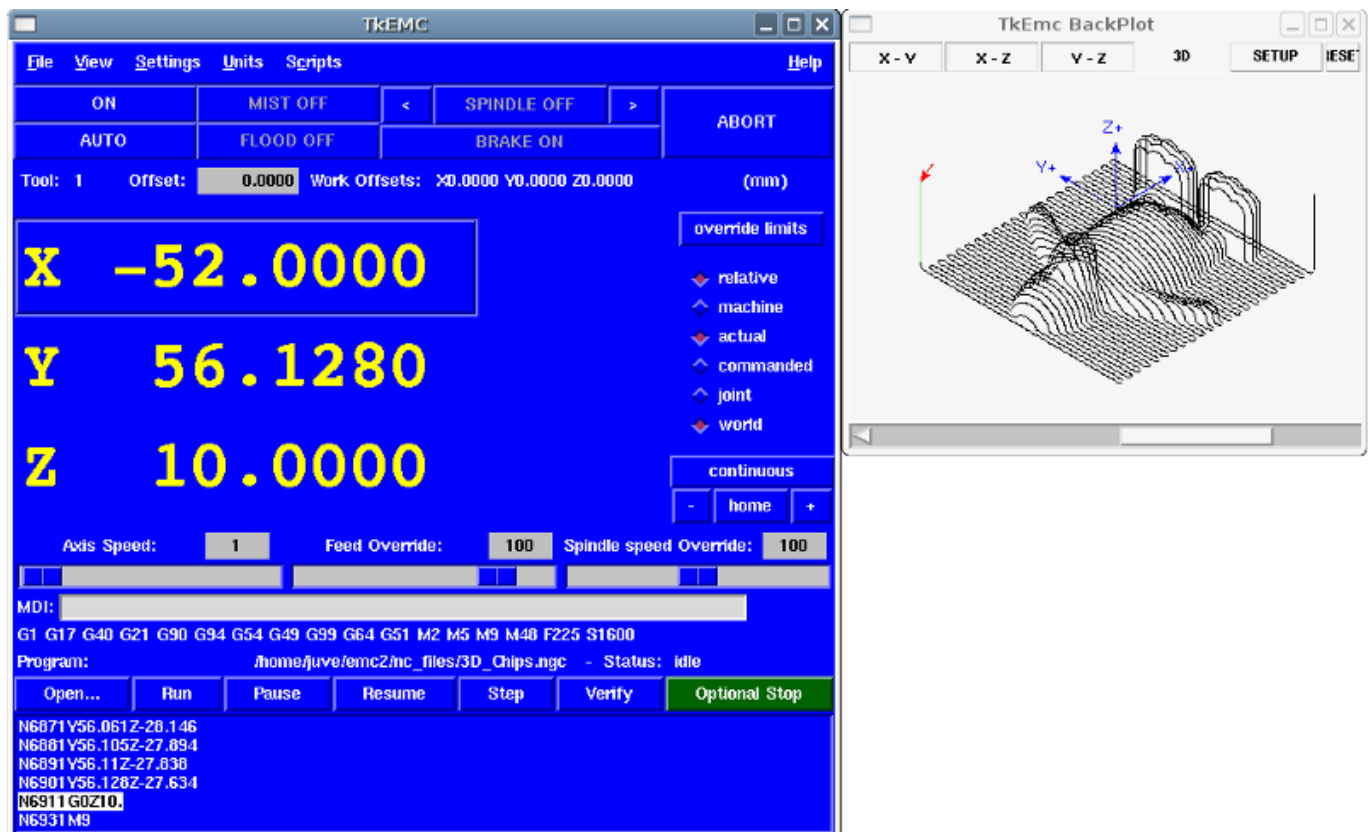 TkEMC
File View Settings Units Scripts Help
ON MIST OFF < SPINDLE OFF >
ABORT
AUTO FLOOD OFF BRAKE ON
Tool: 1 Offset: 0.0000 Work Offsets: X0.0000 Y0.0000 Z0.0000 (mm)
override limits
X -52.0000
relative
machine
actual
Y 56.1280
commanded
joint
world
Z 10.0000
continuous
- home +
Axis Speed: 1 Feed Override: 100 Spindle speed Override: 100
MDI:
G1 G17 G40 G21 G90 G94 G54 G49 G99 G64 G51 M2 M5 M9 M48 F225 S1600
Program: /home/juve/emc2/nc_files/3D_Chips.ngc - Status: idle
Open... Run Pause Resume Step Verify Optional Stop
N6871Y56.061Z-28.146
N6881Y56.105Z-27.894
N6891Y56.11Z-27.838
N6901Y56.128Z-27.634
N6911G0Z10.
N6931M9
TkEmc BackPlot
X - Y X - Z Y - Z 3D SETUP RESET
Z+
Y+ X+